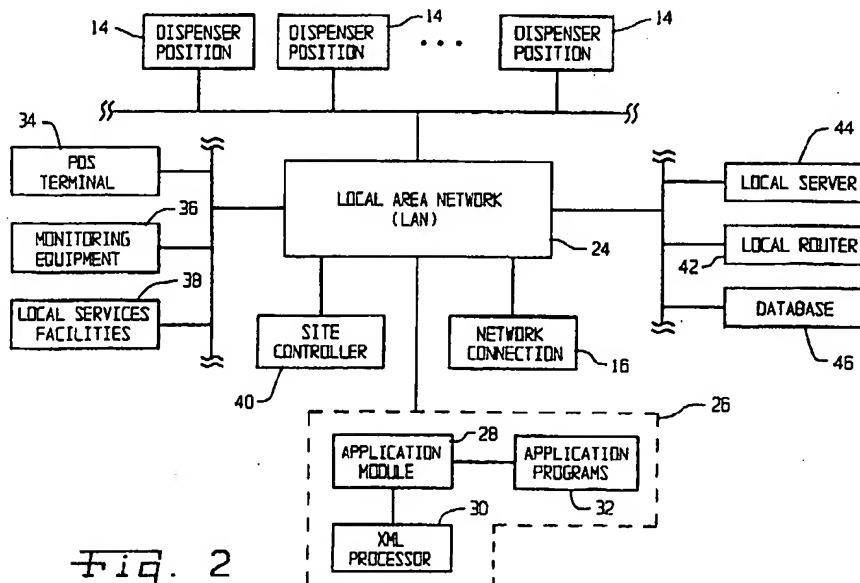 14 DISPENSER POSITION
14 DISPENSER POSITION
• • •
14 DISPENSER POSITION
34
POS TERMINAL
36
MONITORING EQUIPMENT
38
LOCAL SERVICES FACILITIES
LOCAL AREA NETWORK (LAN)
24
44
LOCAL SERVER
LOCAL ROUTER
42
DATABASE
46
SITE CONTROLLER
40
NETWORK CONNECTION
16
26
28
APPLICATION MODULE
APPLICATION PROGRAMS
32
30
XML PROCESSOR
Fig. 2